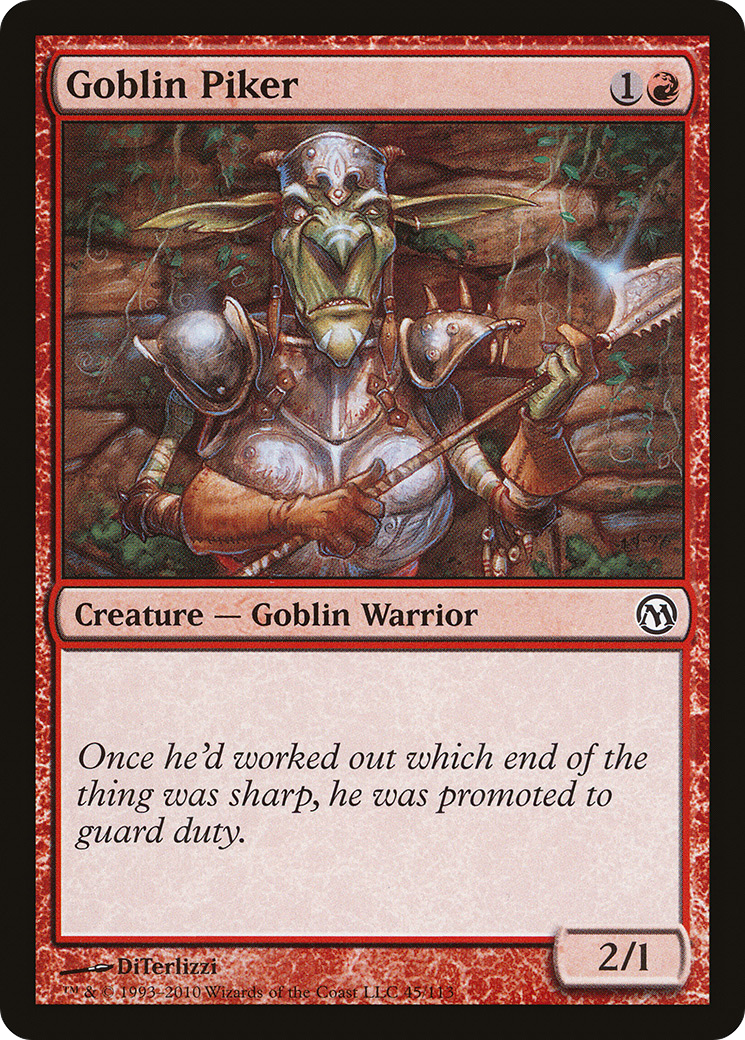 Goblin Piker
1
Creature — Goblin Warrior
M
Once he'd worked out which end of the
thing was sharp, he was promoted to
guard duty.
2/1
DiTerlizzi
™ & © 1993–2010 Wizards of the Coast LLC 45/113